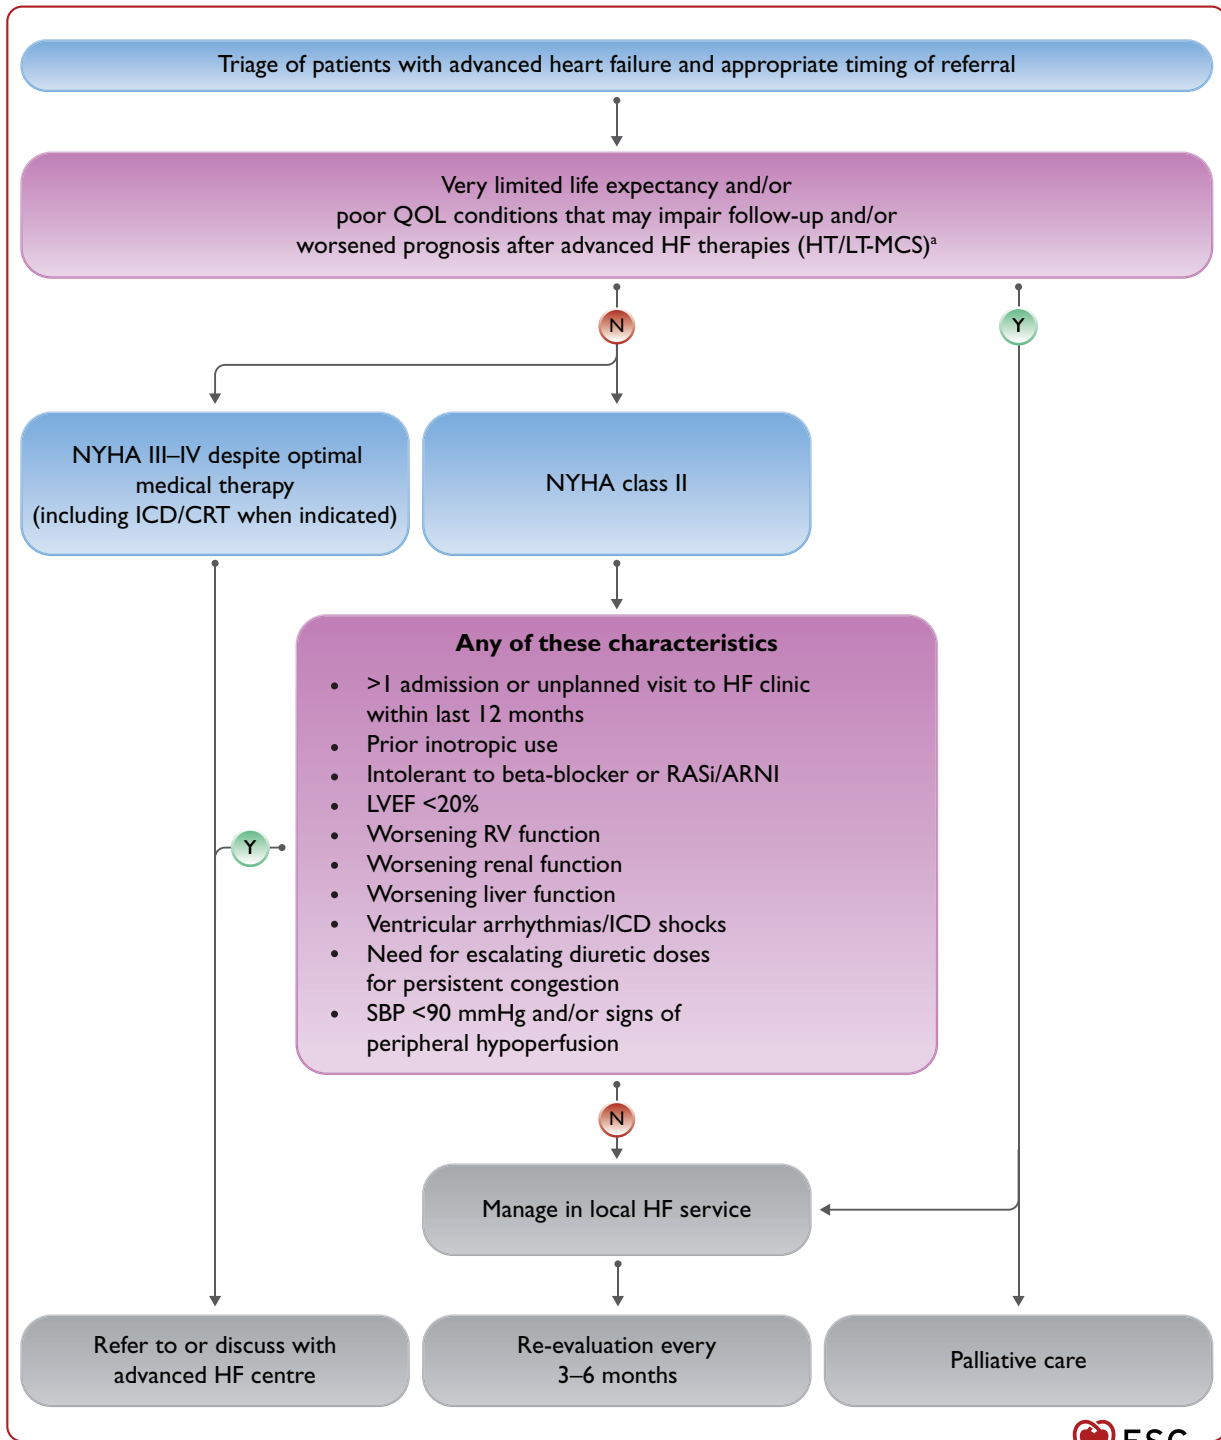 Triage of patients with advanced heart failure and appropriate timing of referral
Very limited life expectancy and/or
poor QOL conditions that may impair follow-up and/or
worsened prognosis after advanced HF therapies (HT/LT-MCS)ᵃ
N
Y
NYHA III–IV despite optimal
medical therapy
(including ICD/CRT when indicated)
NYHA class II
Any of these characteristics
• >1 admission or unplanned visit to HF clinic
within last 12 months
• Prior inotropic use
• Intolerant to beta-blocker or RASi/ARNI
• LVEF <20%
• Worsening RV function
Y
• Worsening renal function
• Worsening liver function
• Ventricular arrhythmias/ICD shocks
• Need for escalating diuretic doses
for persistent congestion
• SBP <90 mmHg and/or signs of
peripheral hypoperfusion
N
Manage in local HF service
Refer to or discuss with
advanced HF centre
Re-evaluation every
3–6 months
Palliative care
ESC